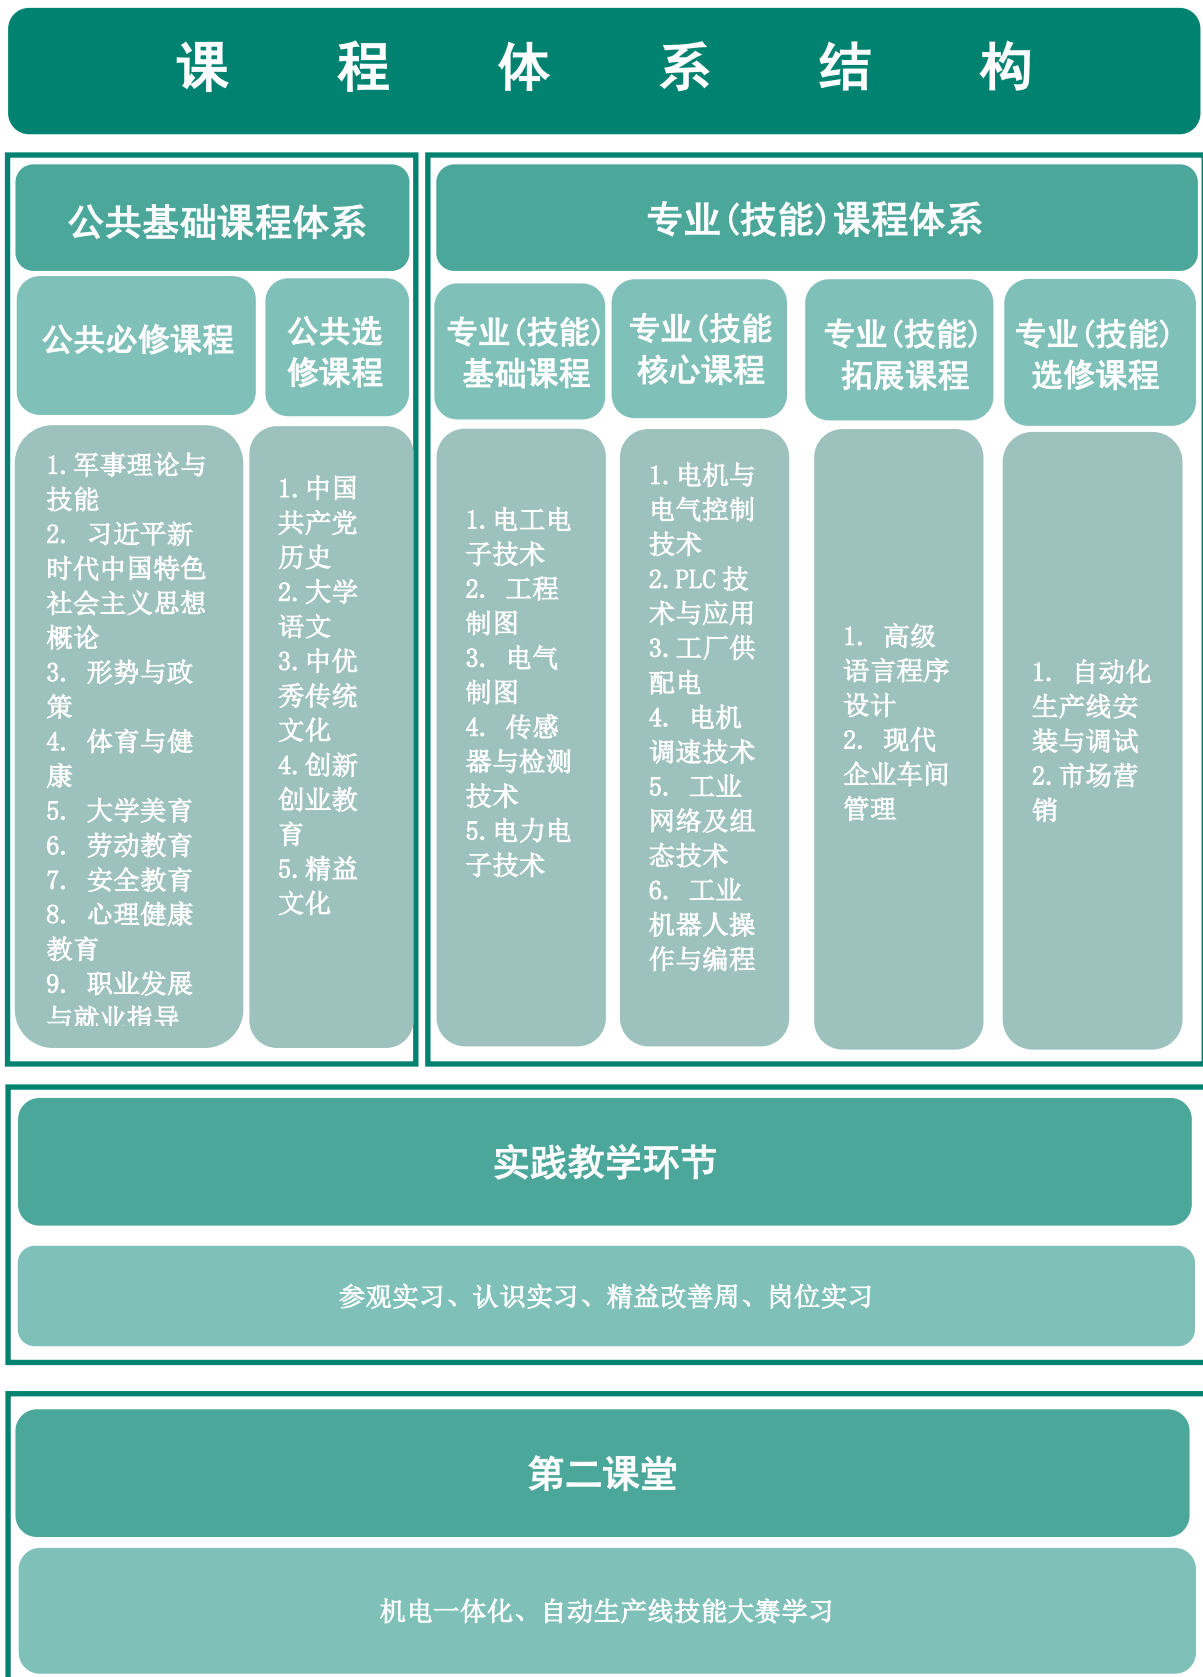 课程体系结构
公共基础课程体系
公共必修课程
公共选
修课程
1.军事理论与
技能
2. 习近平新
时代中国特色
社会主义思想
概论
3. 形势与政
策
4. 体育与健
康
5. 大学美育
6. 劳动教育
7. 安全教育
8. 心理健康
教育
9. 职业发展
与就业指导
1.中国
共产党
历史
2.大学
语文
3.中优
秀传统
文化
4.创新
创业教
育
5.精益
文化
专业(技能)课程体系
专业(技能)
基础课程
专业(技能
核心课程
专业(技能)
拓展课程
专业(技能)
选修课程
1.电工电
子技术
2. 工程
制图
3. 电气
制图
4. 传感
器与检测
技术
5.电力电
子技术
1.电机与
电气控制
技术
2.PLC技
术与应用
3.工厂供
配电
4. 电机
调速技术
5. 工业
网络及组
态技术
6. 工业
机器人操
作与编程
1. 高级
语言程序
设计
2. 现代
企业车间
管理
1. 自动化
生产线安
装与调试
2.市场营
销
实践教学环节
参观实习、认识实习、精益改善周、岗位实习
第二课堂
机电一体化、自动生产线技能大赛学习